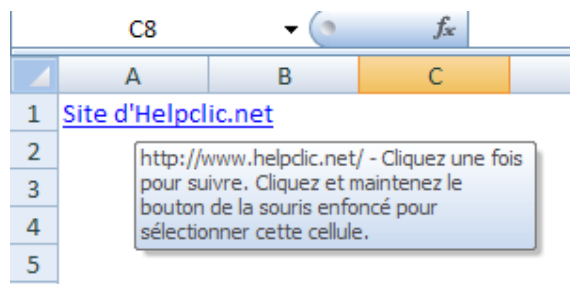 C8 fx
A B C
1 Site d'Helpclic.net
2
3
4
5
http://www.helpclic.net/ - Cliquez une fois
pour suivre. Cliquez et maintenez le
bouton de la souris enfoncé pour
sélectionner cette cellule.